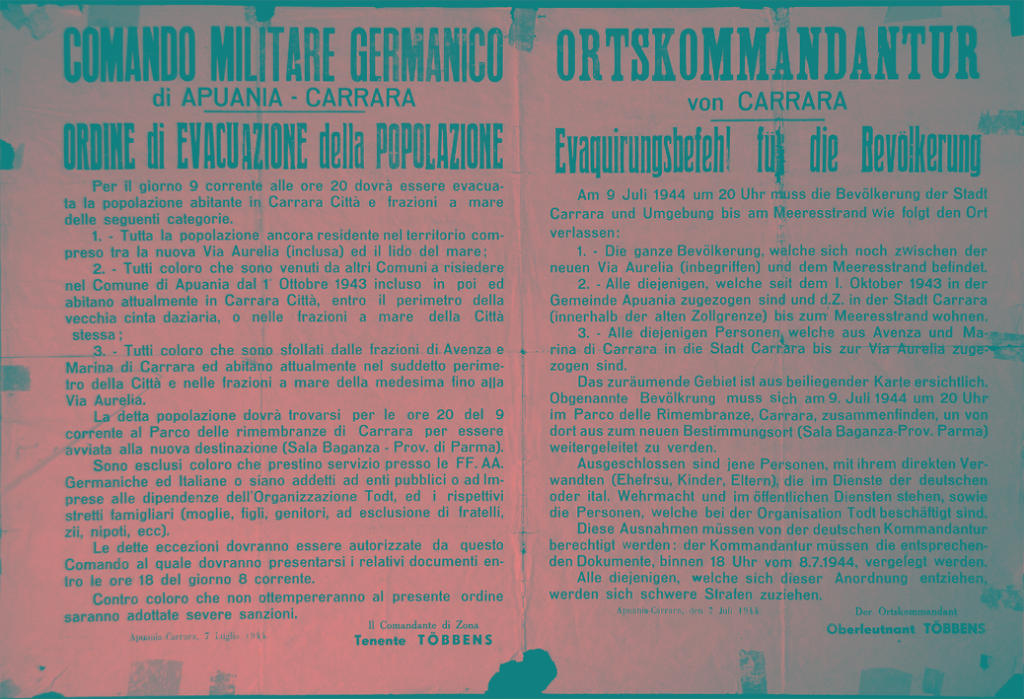 COMANDO MILITARE GERMANICO
di APUANIA - CARRARA
ORDINE di EVACUAZIONE della POPOLAZIONE
Per il giorno 9 corrente alle ore 20 dovrà essere evacua-
ta la popolazione abitante in Carrara Città e frazioni a mare
delle seguenti categorie.
1. - Tutta la popolazione ancora residente nel territorio com-
preso tra la nuova Via Aurelia (inclusa) ed il lido del mare;
2. - Tutti coloro che sono venuti da altri Comuni a risiedere
nel Comune di Apuania dal 1° Ottobre 1943 incluso in poi ed
abitano attualmente in Carrara Città, entro il perimetro della
vecchia cinta daziaria, o nelle frazioni a mare della Città
stessa;
3. - Tutti coloro che sono sfollati dalle frazioni di Avenza e
Marina di Carrara ed abitano attualmente nel suddetto perime-
tro della Città e nelle frazioni a mare della medesima fino alla
Via Aurelia.
La detta popolazione dovrà trovarsi per le ore 20 del 9
corrente al Parco delle rimembranze di Carrara per essere
avviata alla nuova destinazione (Sala Baganza - Prov. di Parma).
Sono esclusi coloro che prestino servizio presso le FF. AA.
Germaniche ed Italiane o siano addetti ad enti pubblici o ad Im-
prese alle dipendenze dell'Organizzazione Todt, ed i rispettivi
stretti famigliari (moglie, figli, genitori, ad esclusione di fratelli,
zii, nipoti, ecc).
Le dette eccezioni dovranno essere autorizzate da questo
Comando al quale dovranno presentarsi i relativi documenti en-
tro le ore 18 del giorno 8 corrente.
Contro coloro che non ottempereranno al presente ordine
saranno adottate severe sanzioni.
Apuania-Carrara, 7 Luglio 1944
Il Comandante di Zona
Tenente TÖBBENS
ORTSKOMMANDANTUR
von CARRARA
Evaquirungsbefehl für die Bevölkerung
Am 9 Juli 1944 um 20 Uhr muss die Bevölkerung der Stadt
Carrara und Umgebung bis am Meeresstrand wie folgt den Ort
verlassen:
1. - Die ganze Bevölkerung, welche sich noch zwischen der
neuen Via Aurelia (inbegriffen) und dem Meeresstrand befindet.
2. - Alle diejenigen, welche seit dem I. Oktober 1943 in der
Gemeinde Apuania zugezogen sind und d.Z. in der Stadt Carrara
(innerhalb der alten Zollgrenze) bis zum Meeresstrand wohnen.
3. - Alle diejenigen Personen, welche aus Avenza und Ma-
rina di Carrara in die Stadt Carrara bis zur Via Aurelia zuge-
zogen sind.
Das zuräumende Gebiet ist aus beiliegender Karte ersichtlich.
Obgenannte Bevölkrung muss sich am 9. Juli 1944 um 20 Uhr
im Parco delle Rimembranze, Carrara, zusammenfinden, un von
dort aus zum neuen Bestimmungsort (Sala Baganza-Prov. Parma)
weitergeleitet zu verden.
Ausgeschlossen sind jene Personen, mit ihrem direkten Ver-
wandten (Ehefrsu, Kinder, Eltern), die im Dienste der deutschen
oder ital. Wehrmacht und im öffentlichen Diensten stehen, sowie
die Personen, welche bei der Organisation Todt beschäftigt sind.
Diese Ausnahmen müssen von der deutschen Kommandantur
berechtigt werden: der Kommandantur müssen die entsprechen-
den Dokumente, binnen 18 Uhr vom 8.7.1944, vergelegt werden.
Alle diejenigen, welche sich dieser Anordnung entziehen,
werden sich schwere Strafen zuziehen.
Apuania-Carrara, den 7 Juli 1944
Der Ortskommandant
Oberleutnant TÖBBENS